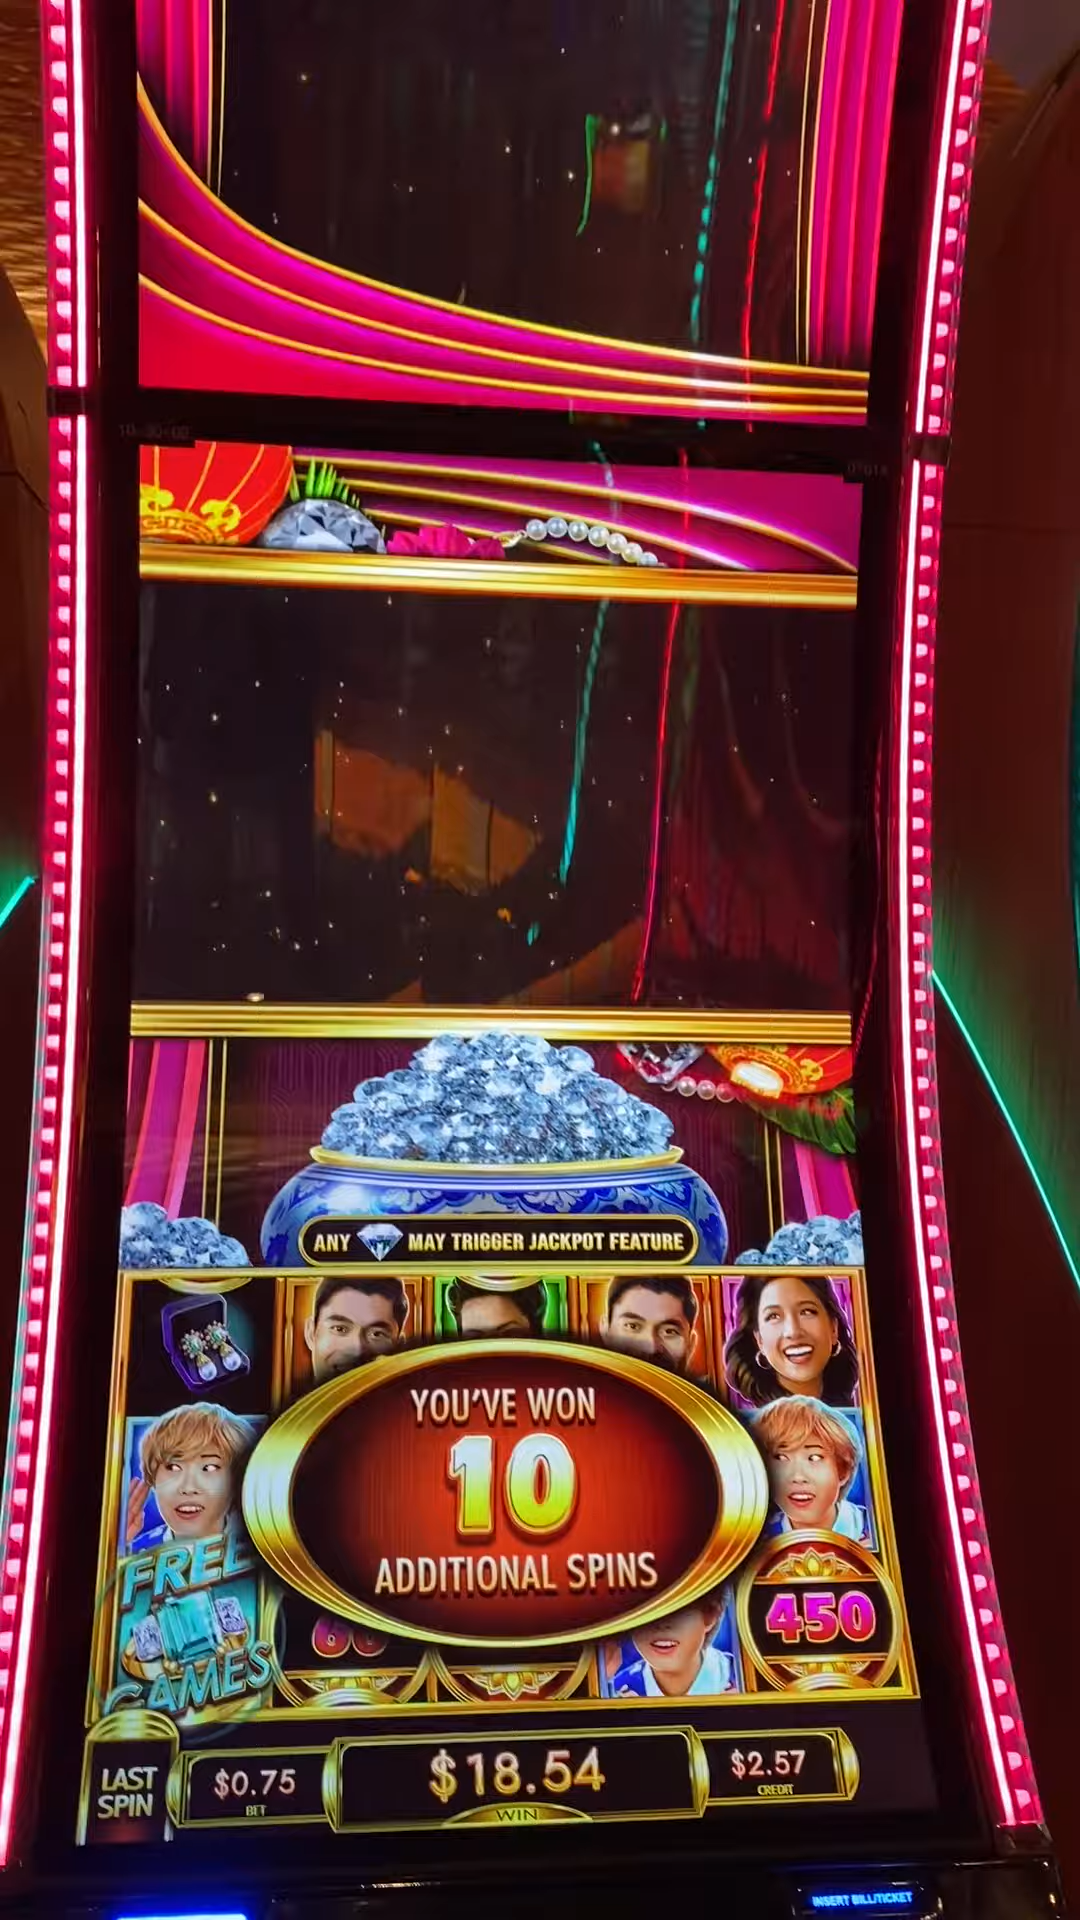 ANY MAY TRIGGER JACKPOT FEATURE
YOU'VE WON
10
ADDITIONAL SPINS
FREE
GAMES
60
450
LAST
SPIN
$0.75
BET
$18.54
WIN
$2.57
CREDIT
INSERT BILL/TICKET